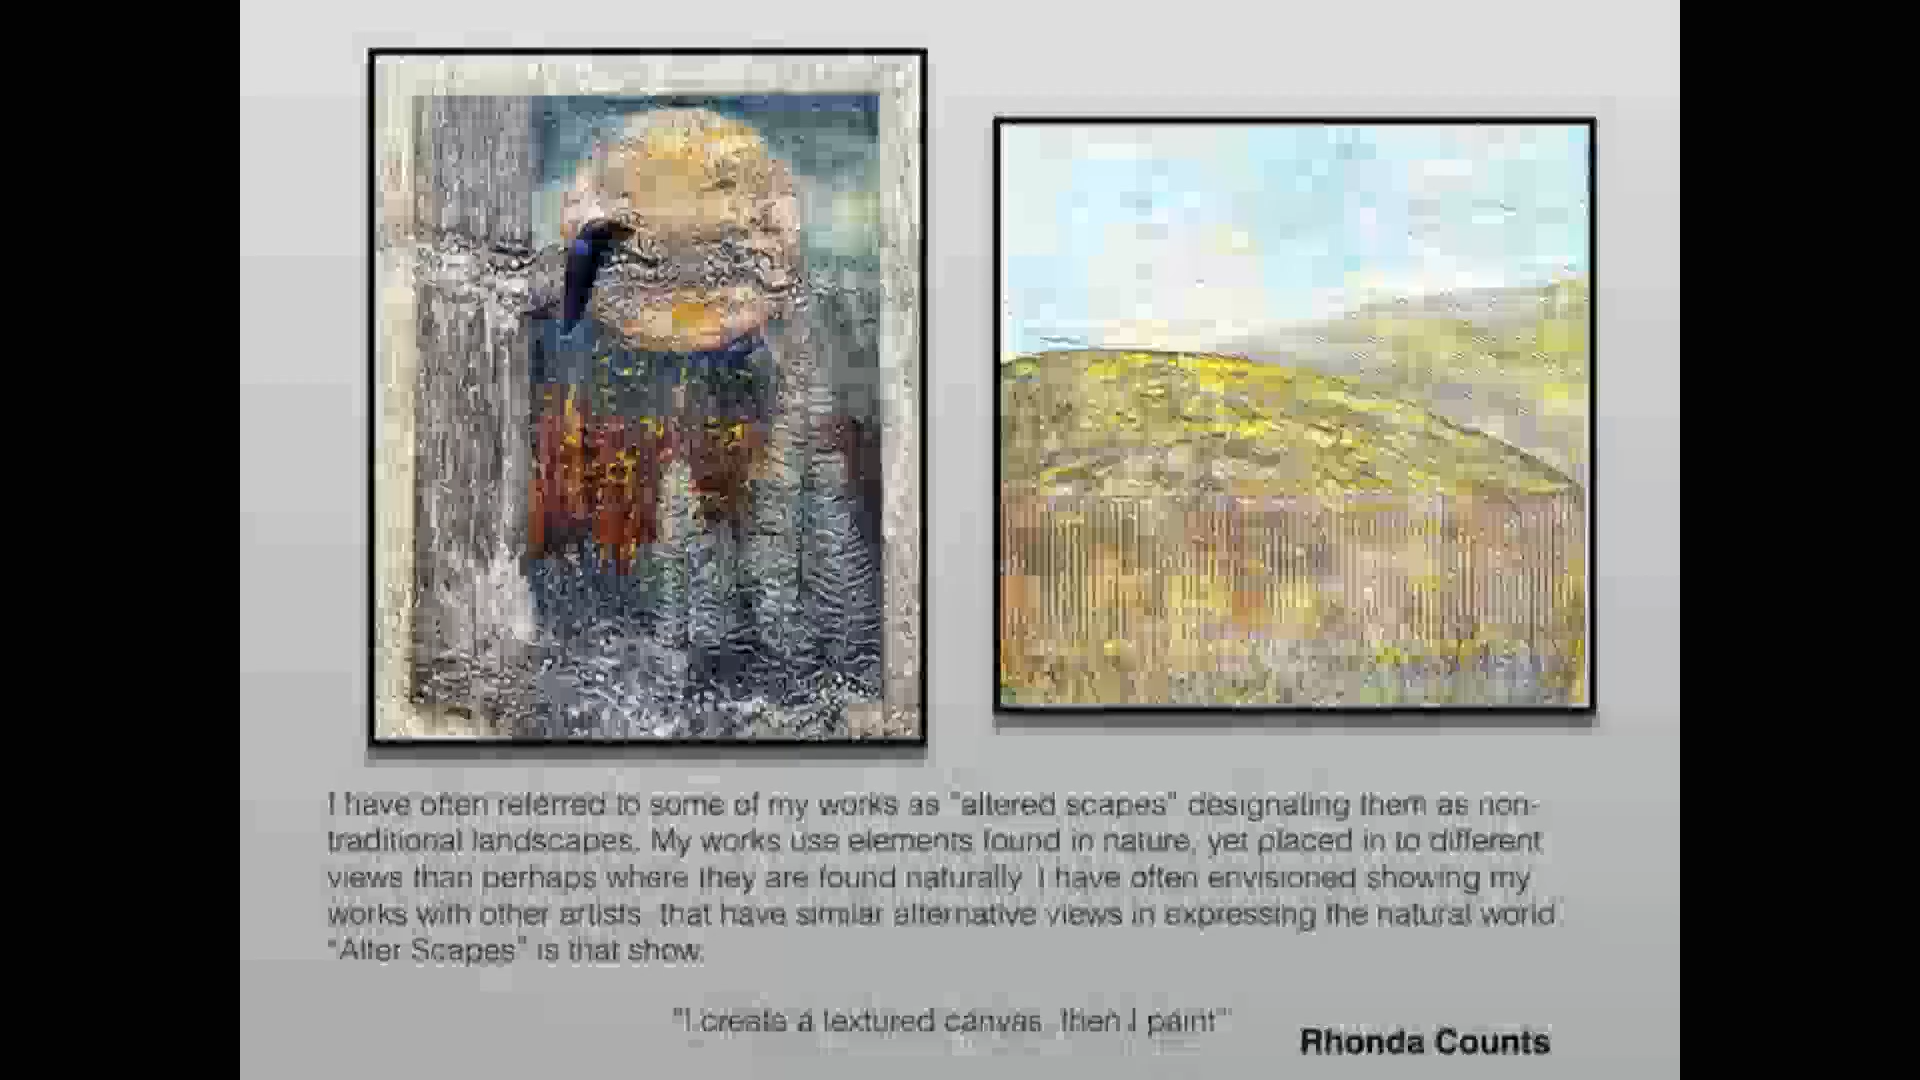 I have often referred to some of my works as "altered scapes" designating them as non-
traditional landscapes. My works use elements found in nature, yet placed in to different
views than perhaps where they are found naturally. I have often envisioned showing my
works with other artists, that have similar alternative views in expressing the natural world.
"Alter Scapes" is that show.
"I create a textured canvas, then I paint"
Rhonda Counts